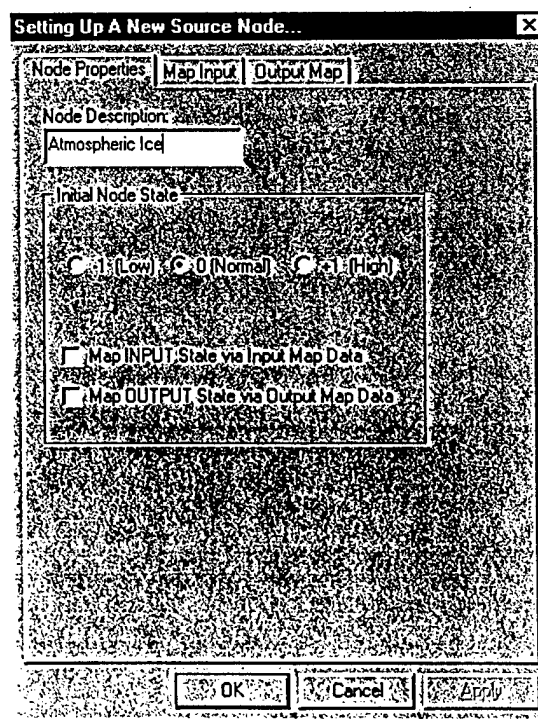 Setting Up A New Source Node...
Node Properties Map Input Output Map
Node Description:
Atmospheric Ice
Initial Node State
-1 (Low) 0 (Normal) +1 (High)
Map INPUT State via Input Map Data
Map OUTPUT State via Output Map Data
OK Cancel Apply